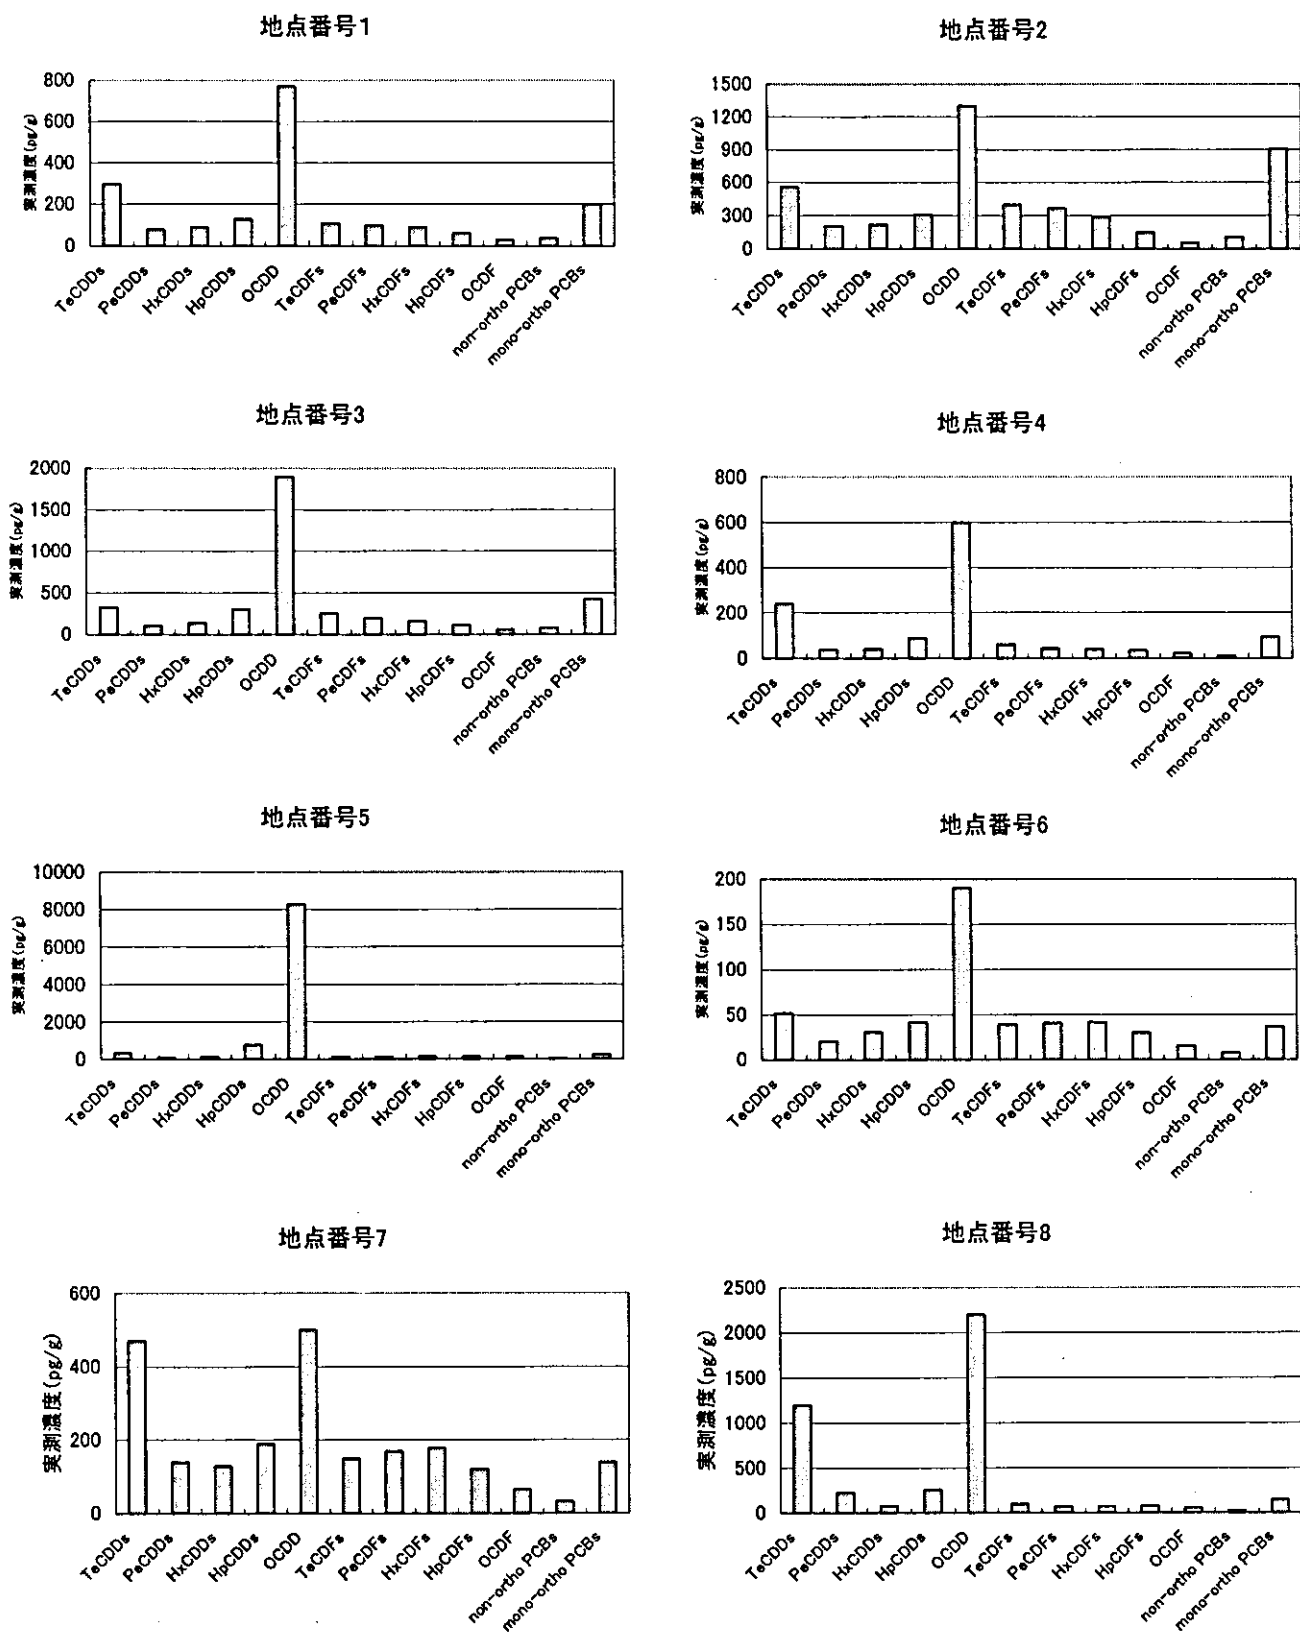 地点番号1
実測濃度(pg/g)
800
600
400
200
0
TeCDDs
PeCDDs
HxCDDs
HpCDDs
OCDD
TeCDFs
PeCDFs
HxCDFs
HpCDFs
OCDF
non-ortho PCBs
mono-ortho PCBs
地点番号2
実測濃度(pg/g)
1500
1200
900
600
300
0
TeCDDs
PeCDDs
HxCDDs
HpCDDs
OCDD
TeCDFs
PeCDFs
HxCDFs
HpCDFs
OCDF
non-ortho PCBs
mono-ortho PCBs
地点番号3
実測濃度(pg/g)
2000
1500
1000
500
0
TeCDDs
PeCDDs
HxCDDs
HpCDDs
OCDD
TeCDFs
PeCDFs
HxCDFs
HpCDFs
OCDF
non-ortho PCBs
mono-ortho PCBs
地点番号4
実測濃度(pg/g)
800
600
400
200
0
TeCDDs
PeCDDs
HxCDDs
HpCDDs
OCDD
TeCDFs
PeCDFs
HxCDFs
HpCDFs
OCDF
non-ortho PCBs
mono-ortho PCBs
地点番号5
実測濃度(pg/g)
10000
8000
6000
4000
2000
0
TeCDDs
PeCDDs
HxCDDs
HpCDDs
OCDD
TeCDFs
PeCDFs
HxCDFs
HpCDFs
OCDF
non-ortho PCBs
mono-ortho PCBs
地点番号6
実測濃度(pg/g)
200
150
100
50
0
TeCDDs
PeCDDs
HxCDDs
HpCDDs
OCDD
TeCDFs
PeCDFs
HxCDFs
HpCDFs
OCDF
non-ortho PCBs
mono-ortho PCBs
地点番号7
実測濃度(pg/g)
600
400
200
0
TeCDDs
PeCDDs
HxCDDs
HpCDDs
OCDD
TeCDFs
PeCDFs
HxCDFs
HpCDFs
OCDF
non-ortho PCBs
mono-ortho PCBs
地点番号8
実測濃度(pg/g)
2500
2000
1500
1000
500
0
TeCDDs
PeCDDs
HxCDDs
HpCDDs
OCDD
TeCDFs
PeCDFs
HxCDFs
HpCDFs
OCDF
non-ortho PCBs
mono-ortho PCBs